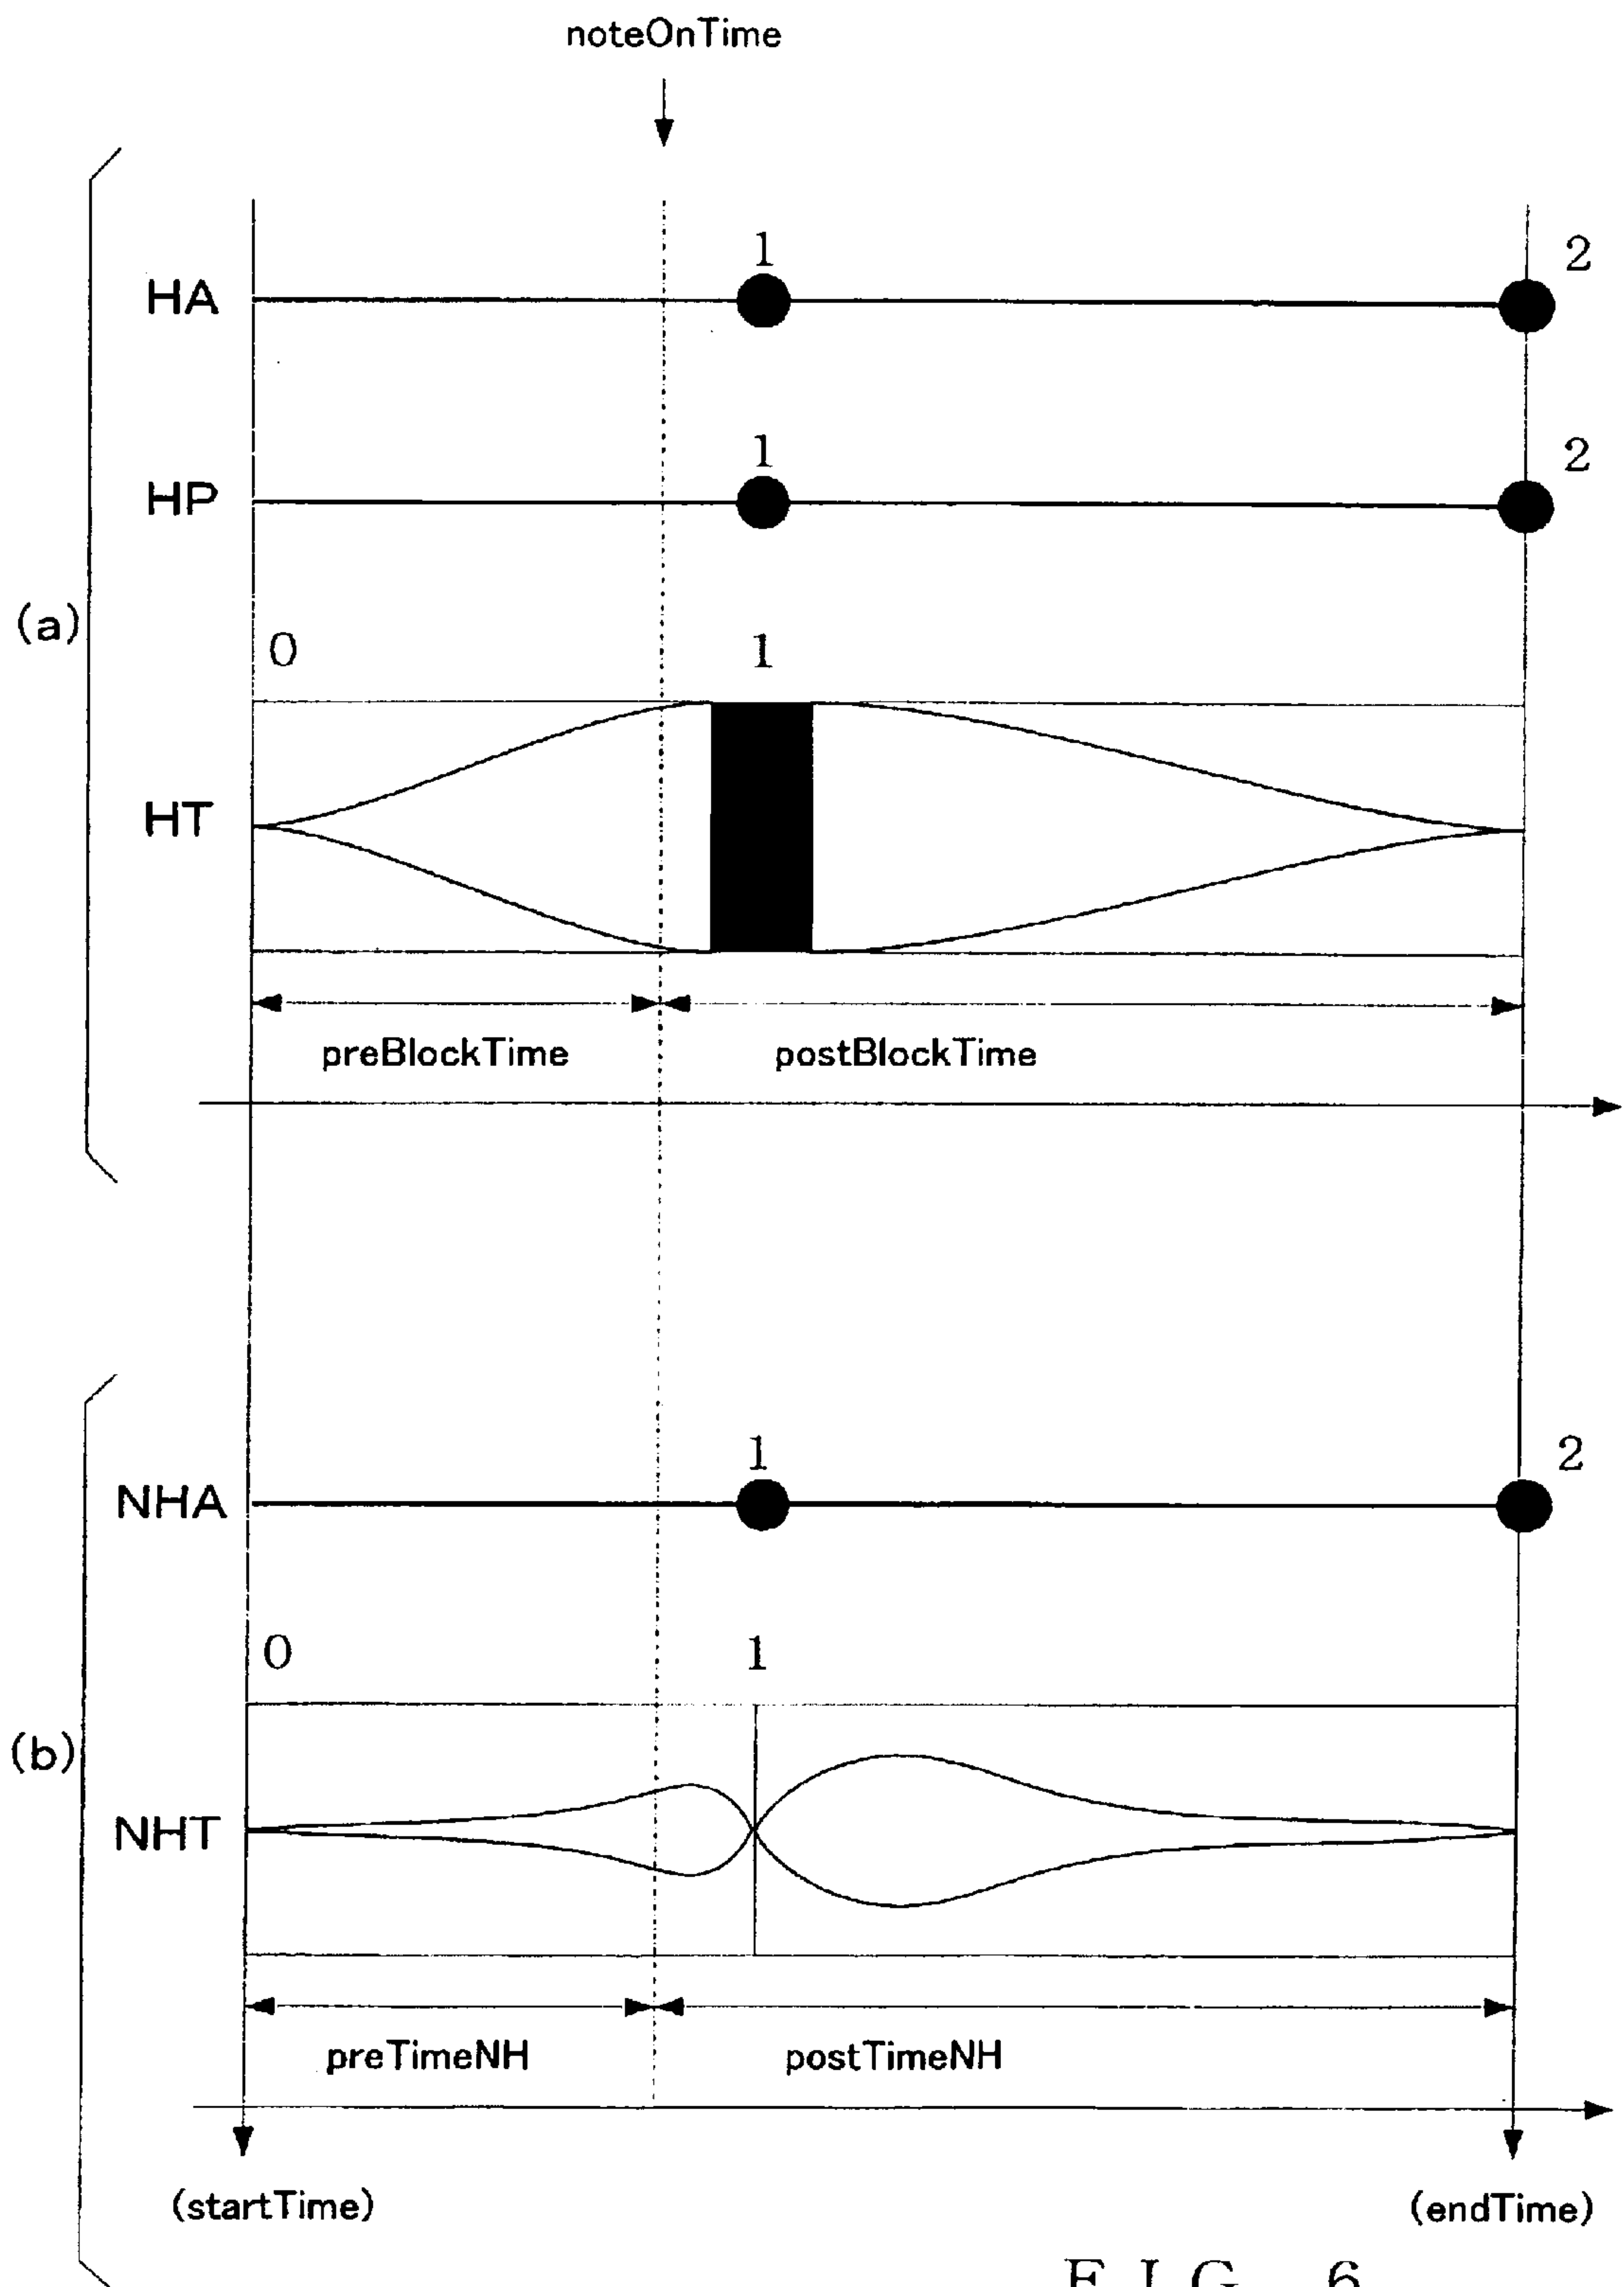 noteOnTime
1 2
HA
1 2
HP
(a)
0 1
HT
preBlockTime postBlockTime
1 2
NHA
0 1
(b)
NHT
preTimeNH postTimeNH
(startTime) (endTime)
FIG. 6